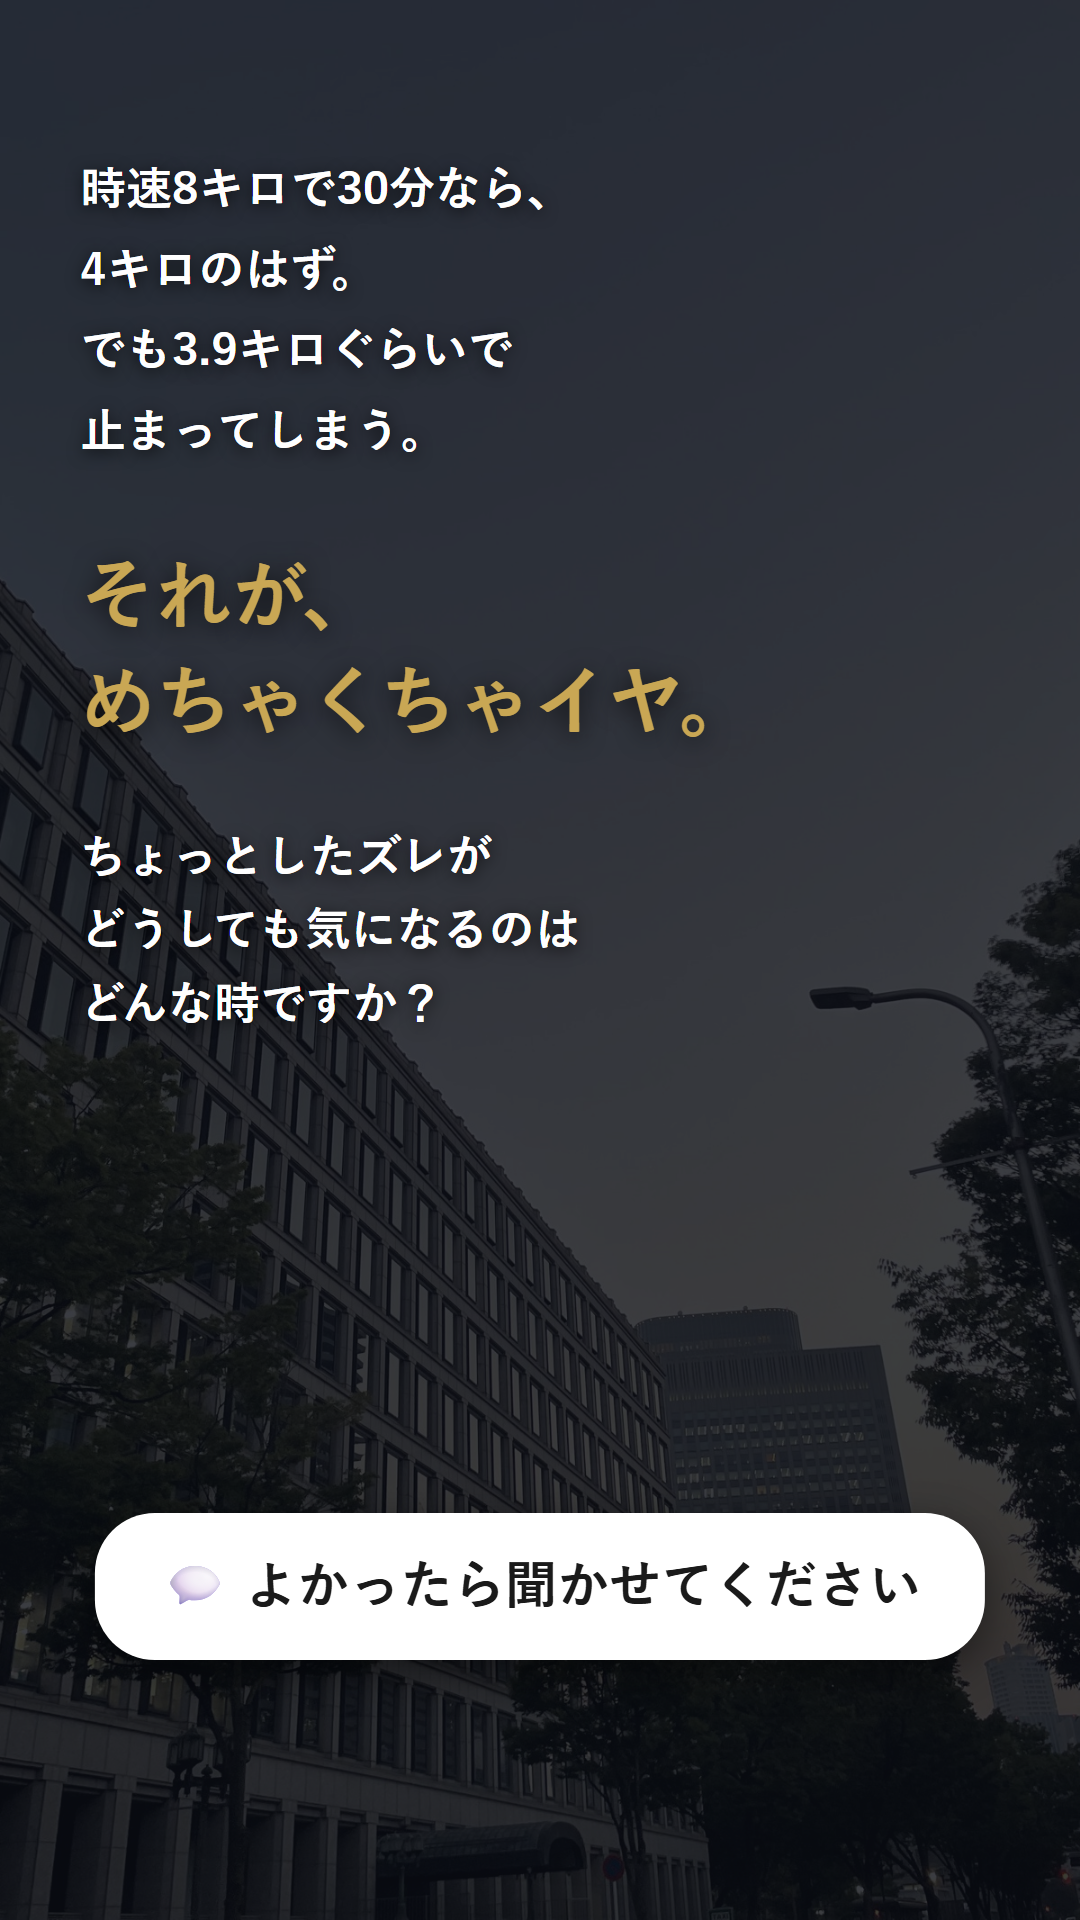 時速8キロで30分なら、
4キロのはず。
でも3.9キロぐらいで
止まってしまう。
それが、
めちゃくちゃイヤ。
ちょっとしたズレが
どうしても気になるのは
どんな時ですか？
よかったら聞かせてください